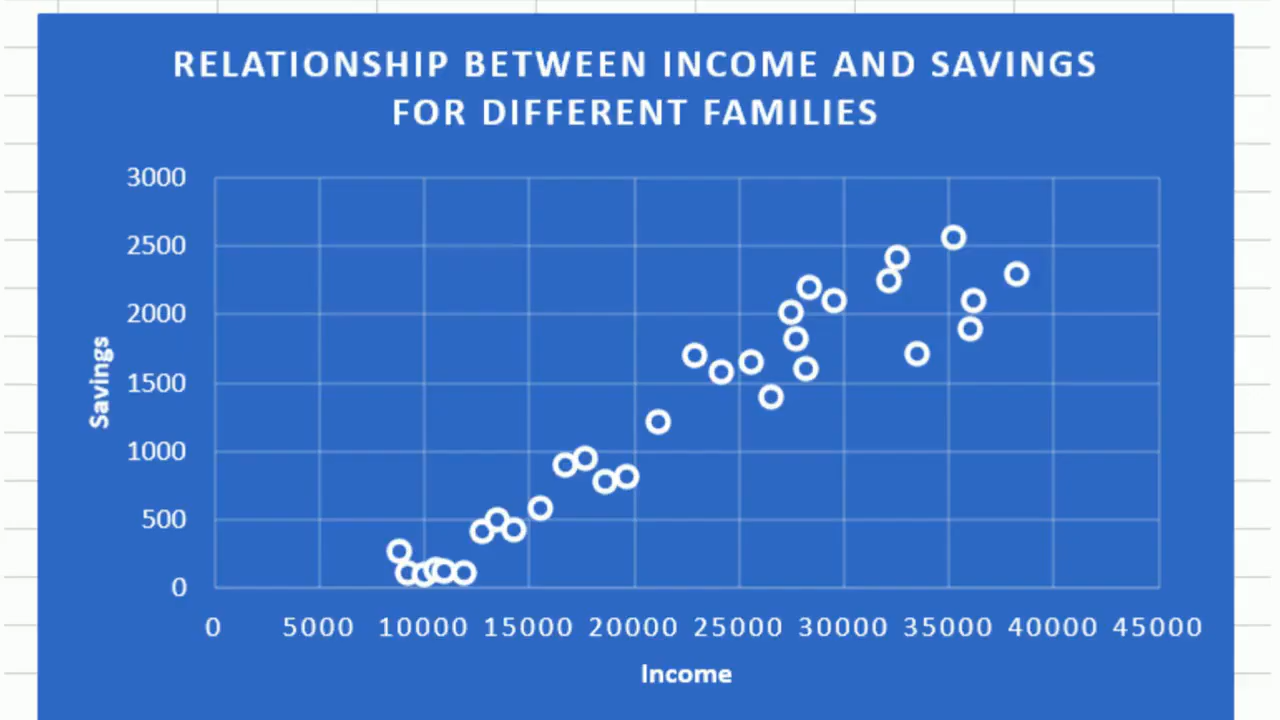 RELATIONSHIP BETWEEN INCOME AND SAVINGS
FOR DIFFERENT FAMILIES
3000
2500
2000
1500
1000
500
0
Savings
0 5000 10000 15000 20000 25000 30000 35000 40000 45000
Income